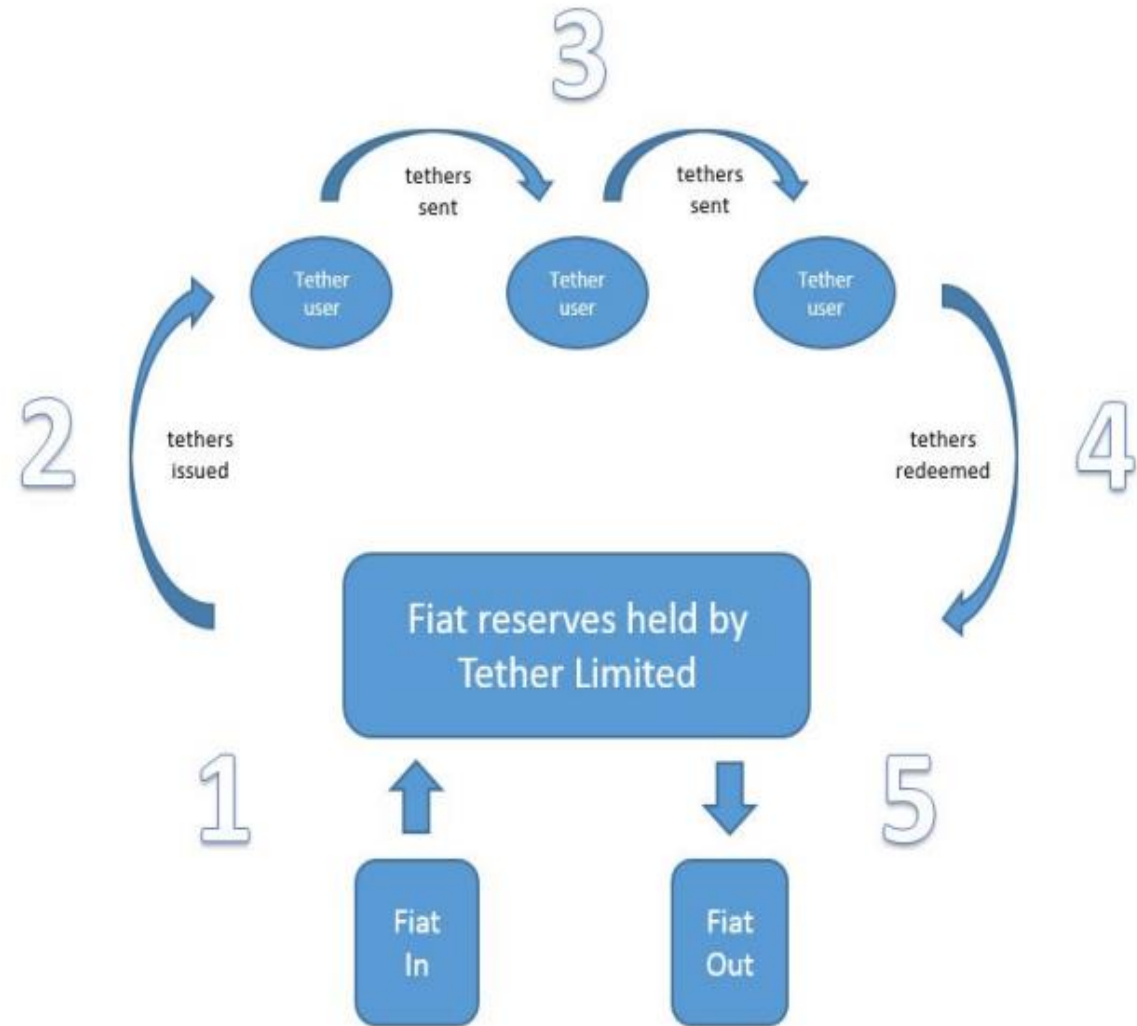 3
tethers
sent
tethers
sent
Tether
user
Tether
user
Tether
user
2
tethers
issued
tethers
redeemed
4
Fiat reserves held by
Tether Limited
1
5
Fiat
In
Fiat
Out